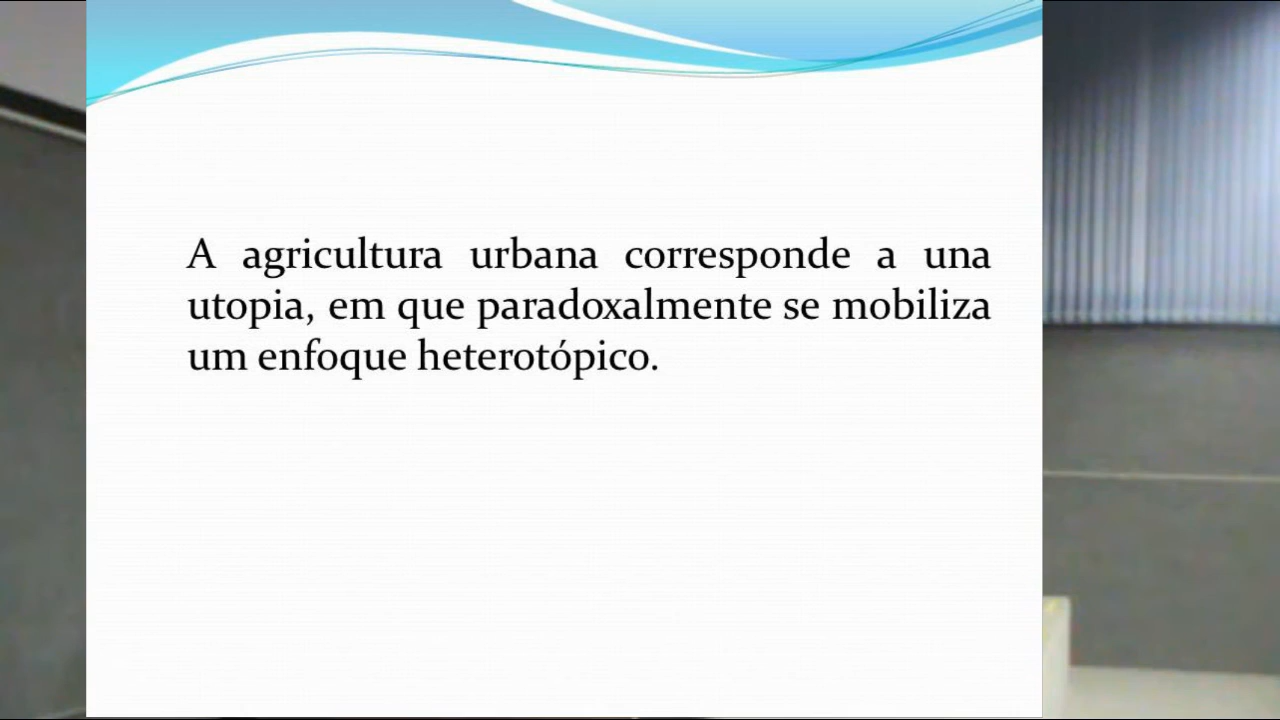 A agricultura urbana corresponde a una
utopia, em que paradoxalmente se mobiliza
um enfoque heterotópico.